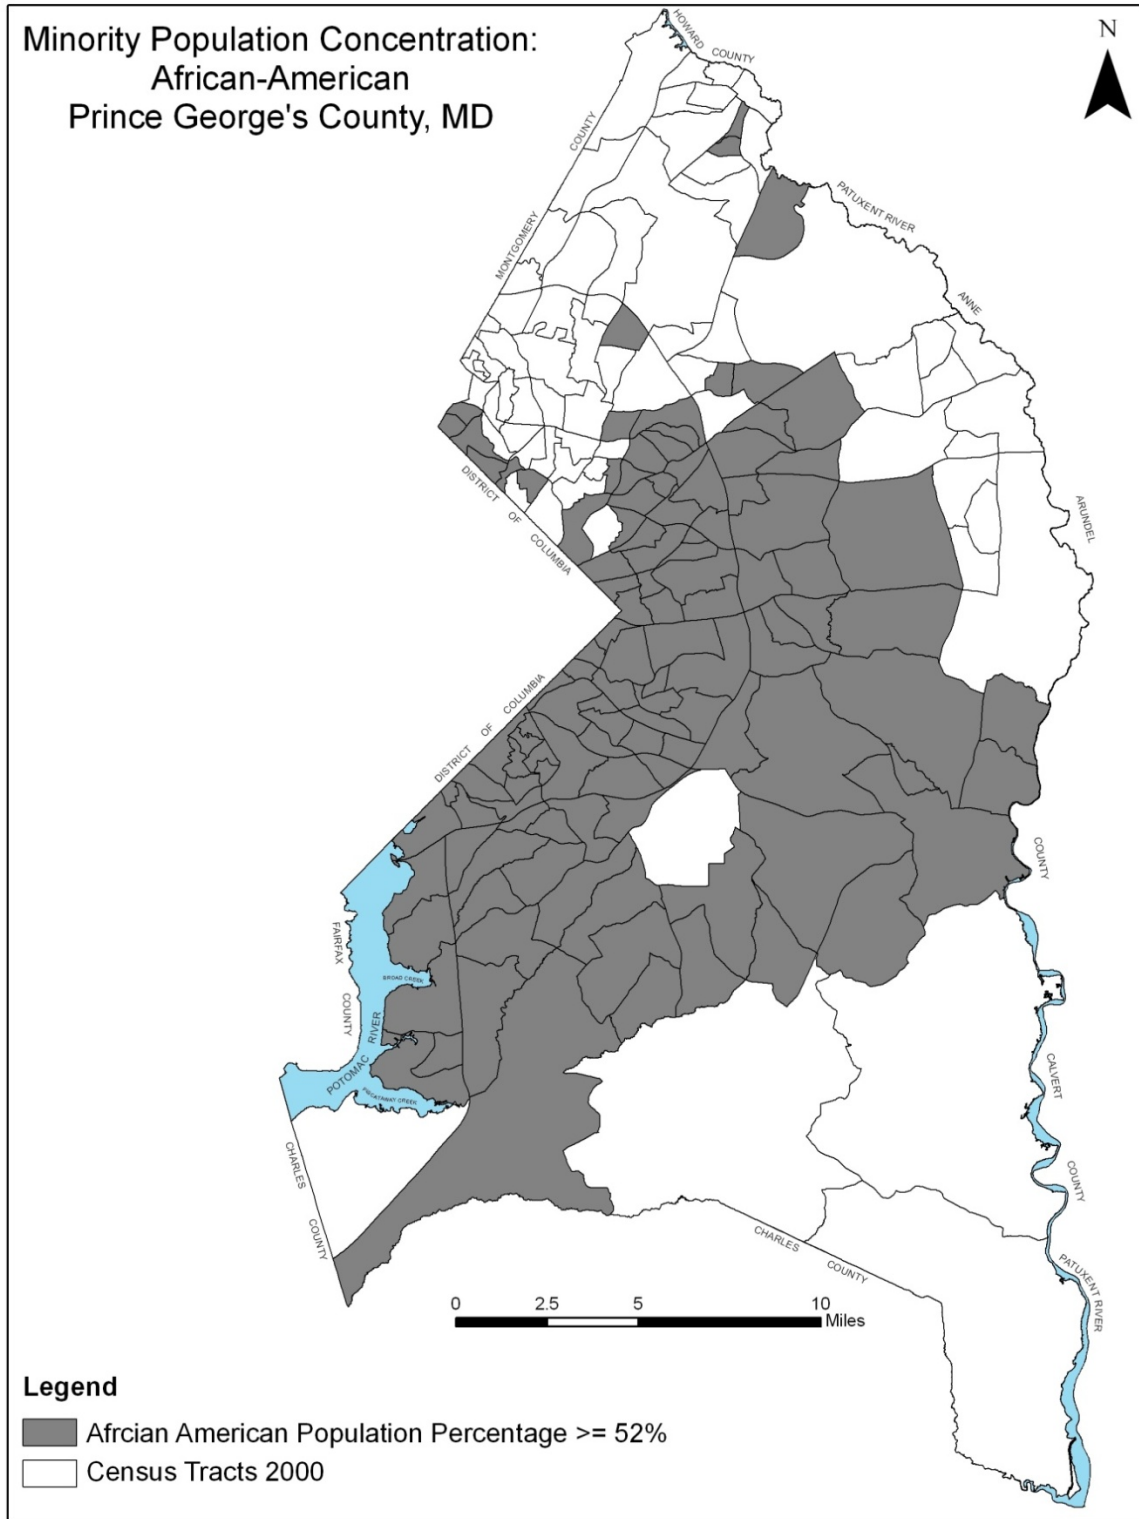 Minority Population Concentration:
African-American
Prince George's County, MD
N
HOWARD
COUNTY
COUNTY
MONTGOMERY
PATUXENT RIVER
ANNE
ARUNDEL
DISTRICT
OF
COLUMBIA
DISTRICT
OF
COLUMBIA
COUNTY
FAIRFAX
COUNTY
BROAD CREEK
POTOMAC
RIVER
PISCATAWAY CREEK
CALVERT
COUNTY
CHARLES
COUNTY
CHARLES
COUNTY
PATUXENT RIVER
0
2.5
5
10
Miles
Legend
Afrcian American Population Percentage >= 52%
Census Tracts 2000